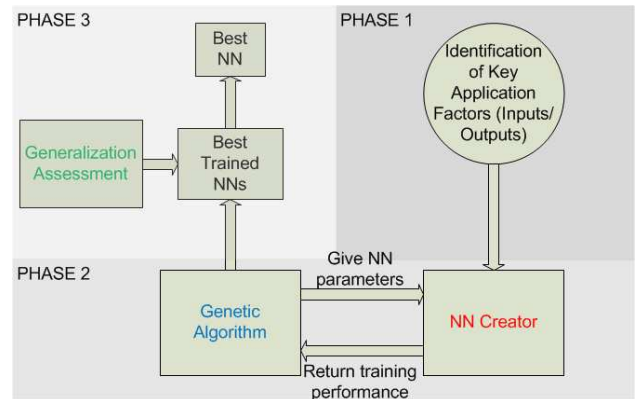 PHASE 3
Best
NN
Generalization
Assessment
Best
Trained
NNs
PHASE 1
Identification
of Key
Application
Factors (Inputs/
Outputs)
PHASE 2
Genetic
Algorithm
Give NN
parameters
NN Creator
Return training
performance